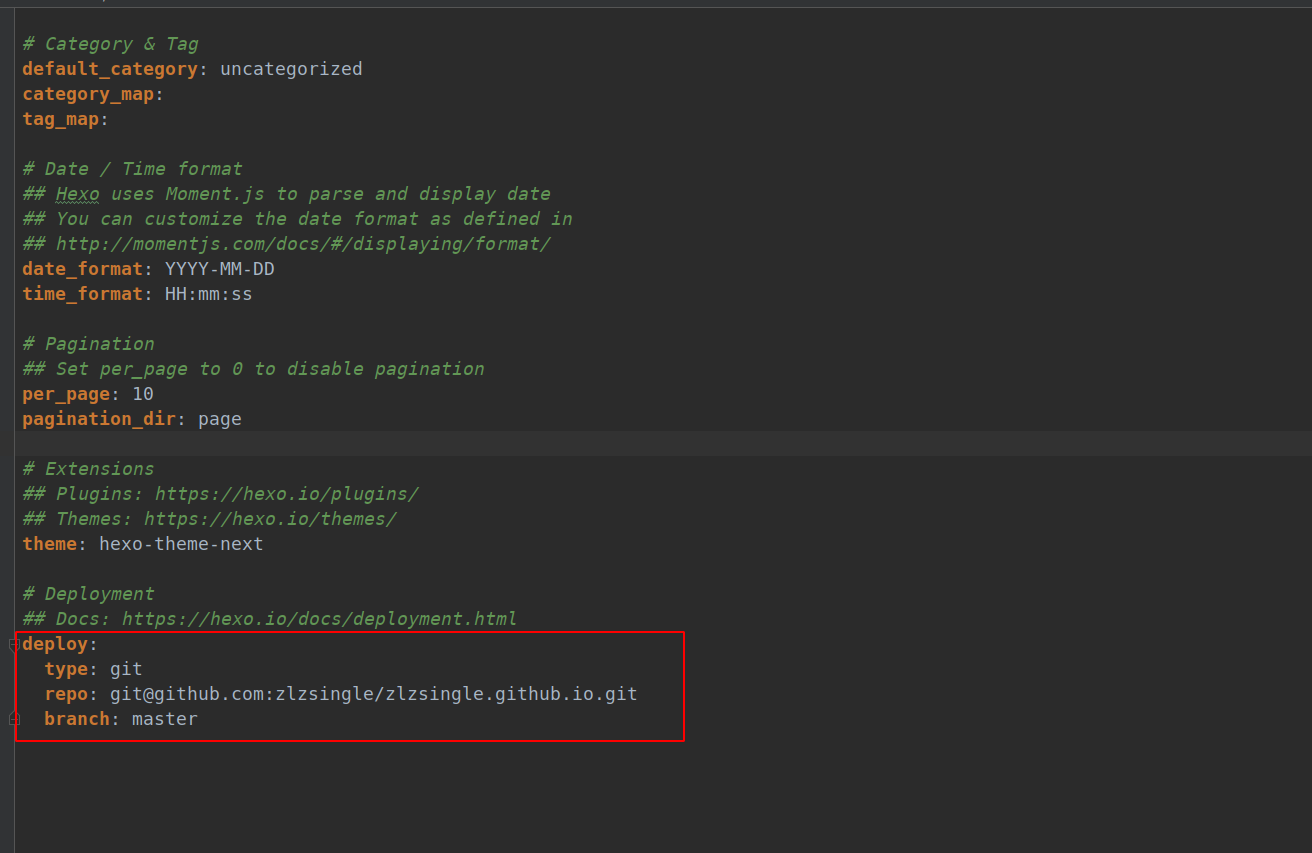 # Category & Tag
default_category: uncategorized
category_map:
tag_map:
# Date / Time format
## Hexo uses Moment.js to parse and display date
## You can customize the date format as defined in
## http://momentjs.com/docs/#/displaying/format/
date_format: YYYY-MM-DD
time_format: HH:mm:ss
# Pagination
## Set per_page to 0 to disable pagination
per_page: 10
pagination_dir: page
# Extensions
## Plugins: https://hexo.io/plugins/
## Themes: https://hexo.io/themes/
theme: hexo-theme-next
# Deployment
## Docs: https://hexo.io/docs/deployment.html
deploy:
  type: git
  repo: git@github.com:zlzsingle/zlzsingle.github.io.git
  branch: master